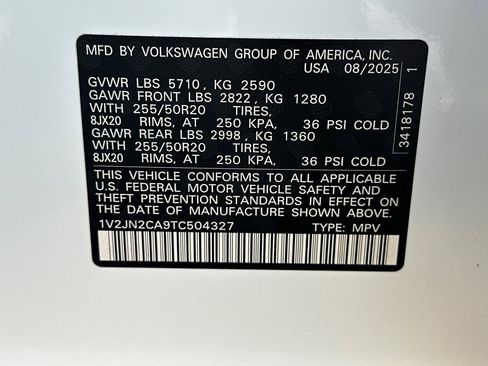 MFD BY VOLKSWAGEN GROUP OF AMERICA, INC.
USA 08/2025
GVWR LBS 5710, KG 2590
GAWR FRONT LBS 2822, KG 1280
WITH 255/50R20 TIRES,
8JX20 RIMS, AT 250 KPA, 36 PSI COLD
GAWR REAR LBS 2998, KG 1360
WITH 255/50R20 TIRES,
8JX20 RIMS, AT 250 KPA, 36 PSI COLD
THIS VEHICLE CONFORMS TO ALL APPLICABLE
U.S. FEDERAL MOTOR VEHICLE SAFETY AND
THEFT PREVENTION STANDARDS IN EFFECT ON
THE DATE OF MANUFACTURE SHOWN ABOVE.
1V2JN2CA9TC504327 TYPE: MPV
3418178 1